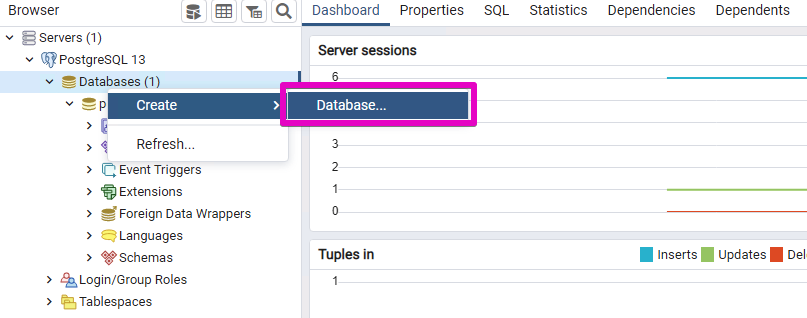 Browser
Dashboard Properties SQL Statistics Dependencies Dependents
Servers (1)
PostgreSQL 13
Databases (1)
Create
Database...
Refresh...
Event Triggers
Extensions
Foreign Data Wrappers
Languages
Schemas
Login/Group Roles
Tablespaces
Server sessions
6
3
2
1
0
Tuples in
Inserts Updates
1